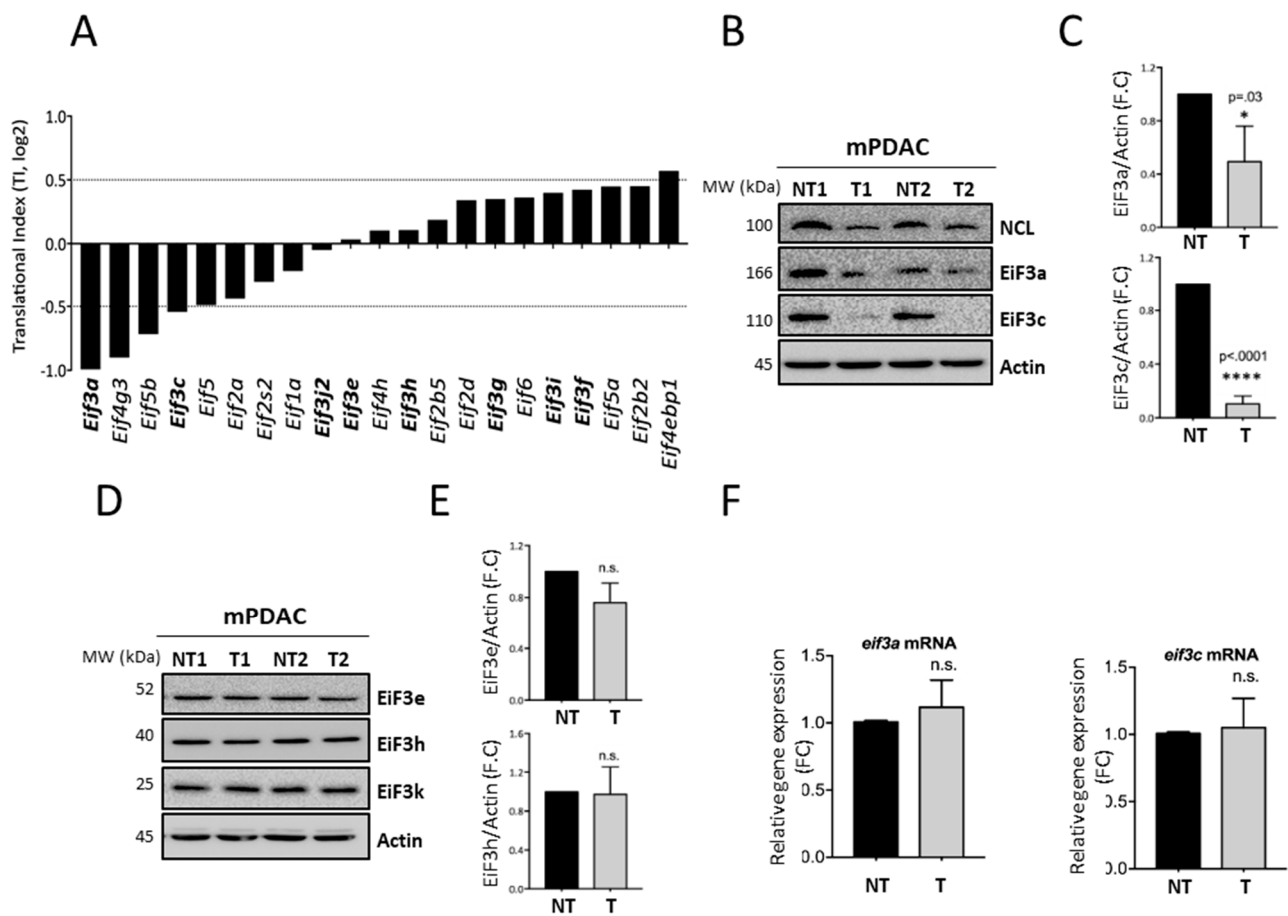 A
Translational Index (TI, log2)
1.0
0.5
0.0
-0.5
-1.0
Eif3a
Eif4g3
Eif5b
Eif3c
Eif5
Eif2a
Eif2s2
Eif1a
Eif3j2
Eif3e
Eif4h
Eif3h
Eif2b5
Eif2d
Eif3g
Eif6
Eif3i
Eif3f
Eif5a
Eif2b2
Eif4ebp1
B
mPDAC
MW (kDa) NT1 T1 NT2 T2
100 NCL
166 EiF3a
110 EiF3c
45 Actin
C
EiF3a/Actin (F.C)
1.2
0.8
0.4
0.0
p=.03
*
NT T
EiF3c/Actin (F.C)
1.2
0.8
0.4
0.0
p<.0001
****
NT T
D
mPDAC
MW (kDa) NT1 T1 NT2 T2
52 EiF3e
40 EiF3h
25 EiF3k
45 Actin
E
EiF3e/Actin (F.C)
1.2
0.8
0.4
0.0
n.s.
NT T
EiF3h/Actin (F.C)
1.6
1.2
0.8
0.4
0.0
n.s.
NT T
F
Relativegene expression
(FC)
1.5
1.0
0.5
0.0
eif3a mRNA
n.s.
NT T
Relativegene expression
(FC)
1.5
1.0
0.5
0.0
eif3c mRNA
n.s.
NT T